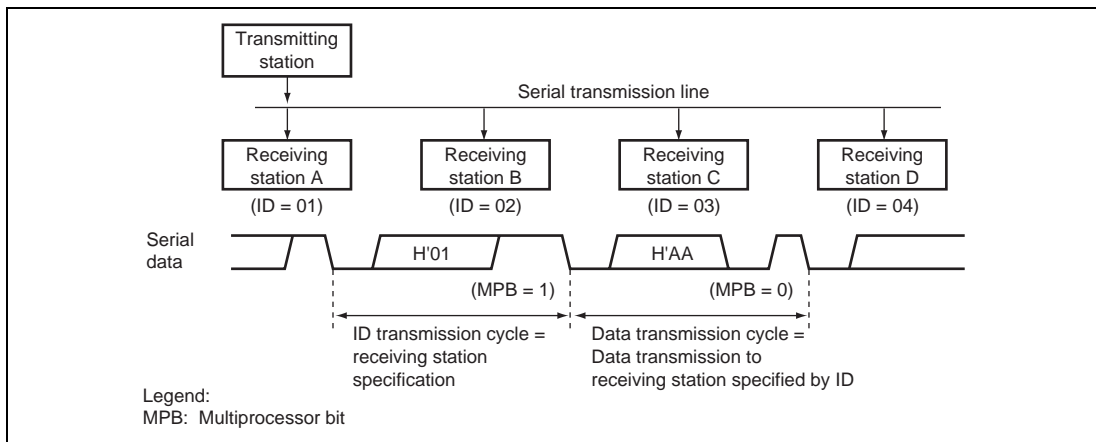 Transmitting
station
Serial transmission line
Receiving
station A
Receiving
station B
Receiving
station C
Receiving
station D
(ID = 01)
(ID = 02)
(ID = 03)
(ID = 04)
Serial
data
H'01
H'AA
(MPB = 1)
(MPB = 0)
ID transmission cycle =
receiving station
specification
Data transmission cycle =
Data transmission to
receiving station specified by ID
Legend:
MPB: Multiprocessor bit